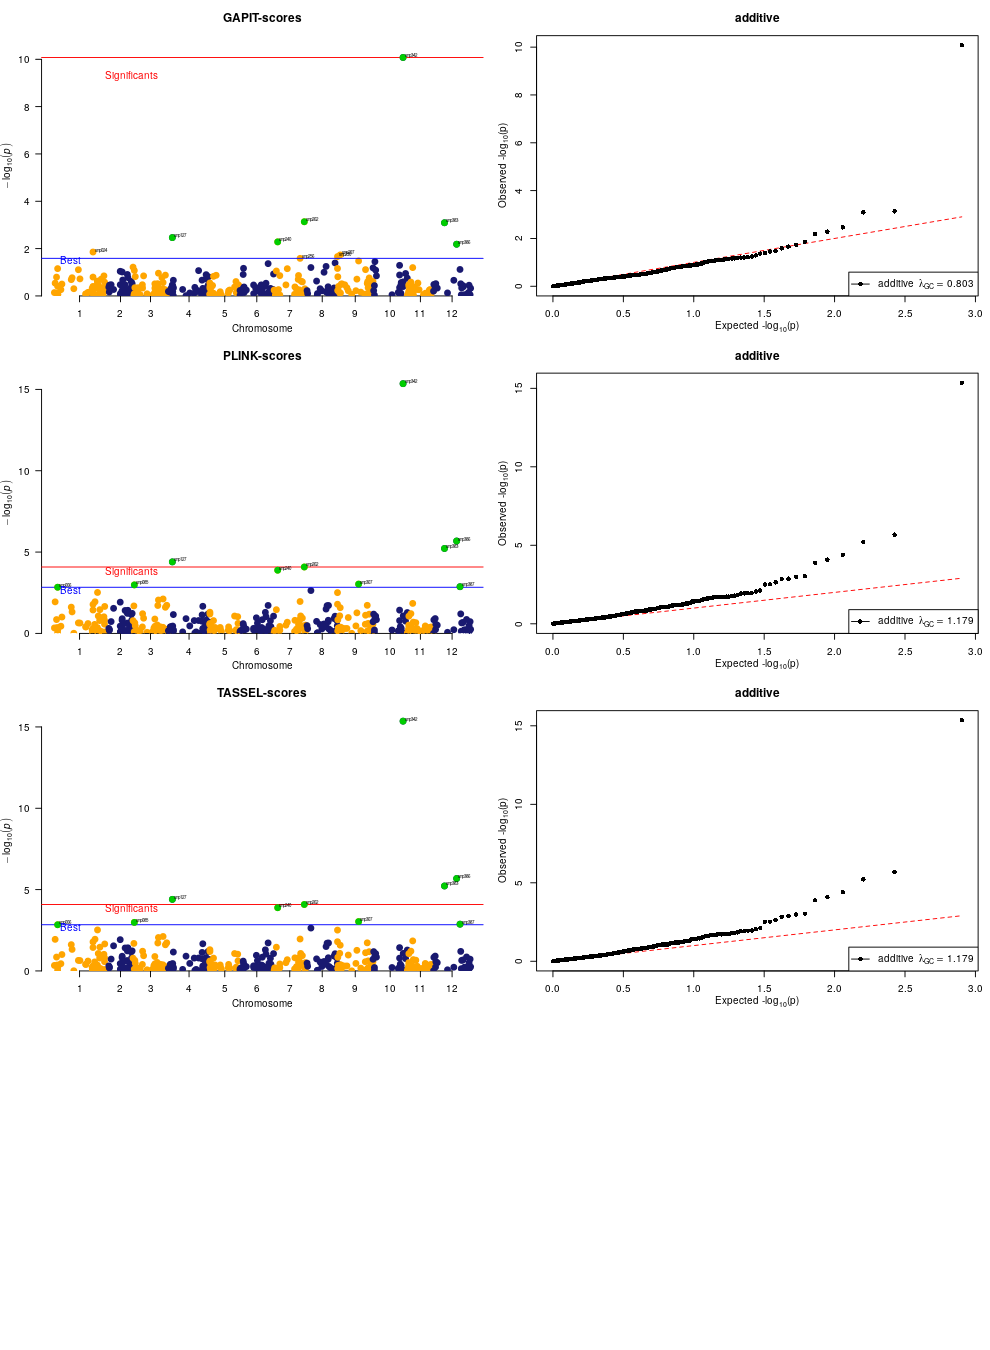 GAPIT-scores
additive
10
8
6
4
2
0
−log10(p)
Significants
Best
1 2 3 4 5 6 7 8 9 10 11 12
Chromosome
10
8
6
4
2
0
Observed -log10(p)
additive λGC = 0.803
0.0 0.5 1.0 1.5 2.0 2.5 3.0
Expected -log10(p)
PLINK-scores
additive
15
10
5
0
−log10(p)
Significants
Best
1 2 3 4 5 6 7 8 9 10 11 12
Chromosome
15
10
5
0
Observed -log10(p)
additive λGC = 1.179
0.0 0.5 1.0 1.5 2.0 2.5 3.0
Expected -log10(p)
TASSEL-scores
additive
15
10
5
0
−log10(p)
Significants
Best
1 2 3 4 5 6 7 8 9 10 11 12
Chromosome
15
10
5
0
Observed -log10(p)
additive λGC = 1.179
0.0 0.5 1.0 1.5 2.0 2.5 3.0
Expected -log10(p)